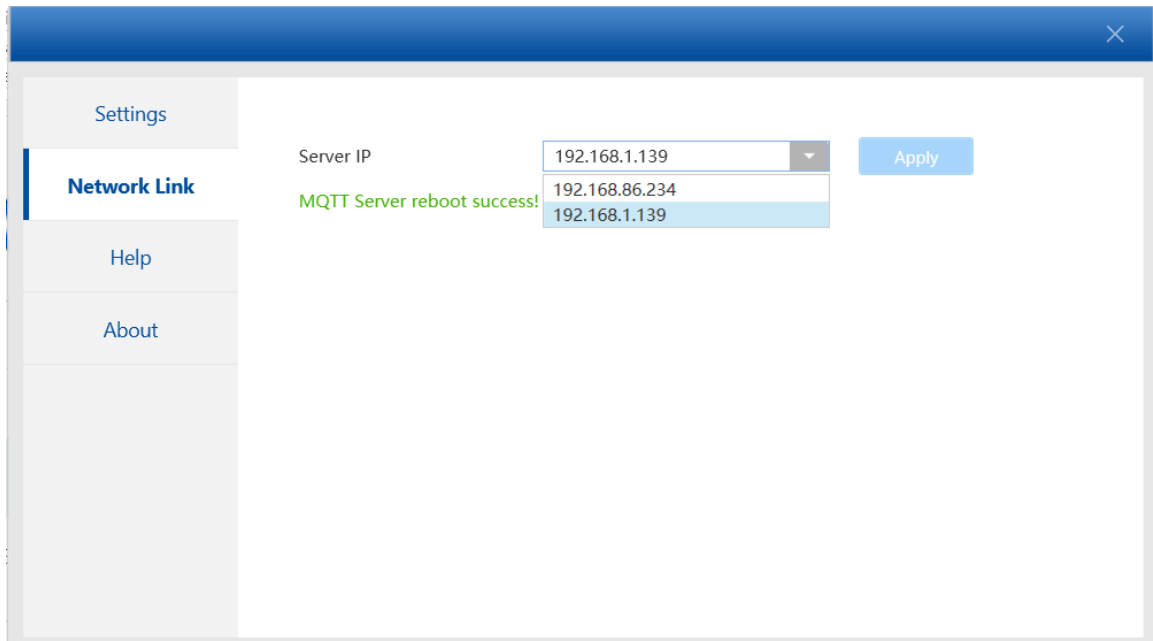 Settings
Network Link
Help
About
Server IP 192.168.1.139 Apply
MQTT Server reboot success!
192.168.86.234
192.168.1.139